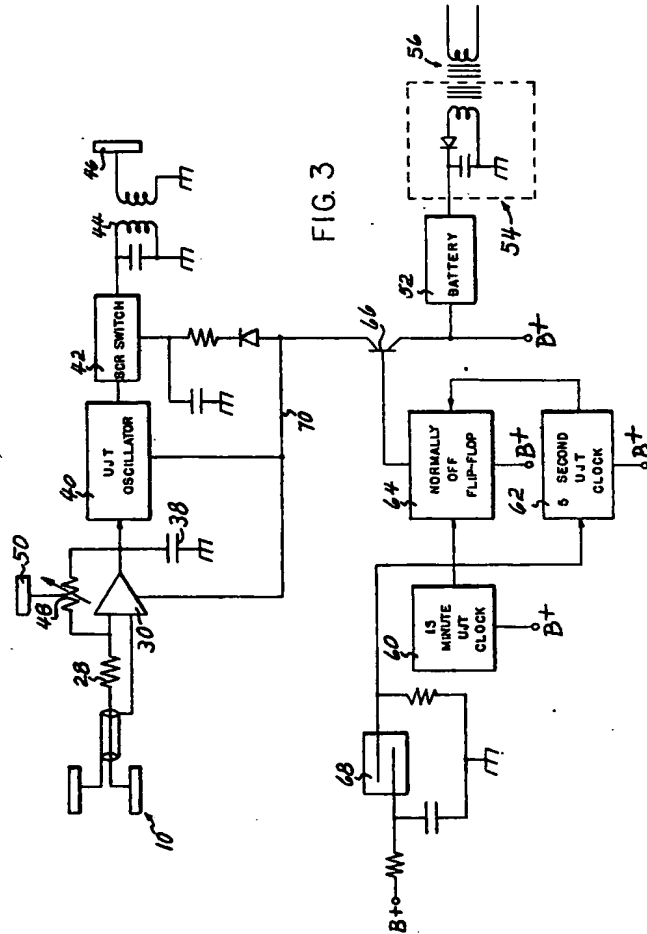 FIG. 3
10
28
48
50
30
38
40
UJT
OSCILLATOR
42
SCR SWITCH
44
46
70
66
68
60
15
MINUTE
UJT
CLOCK
64
NORMALLY
OFF
FLIP-FLOP
62
5
SECOND
UJT
CLOCK
52
BATTERY
54
56
B+
B+
B+
B+
B+